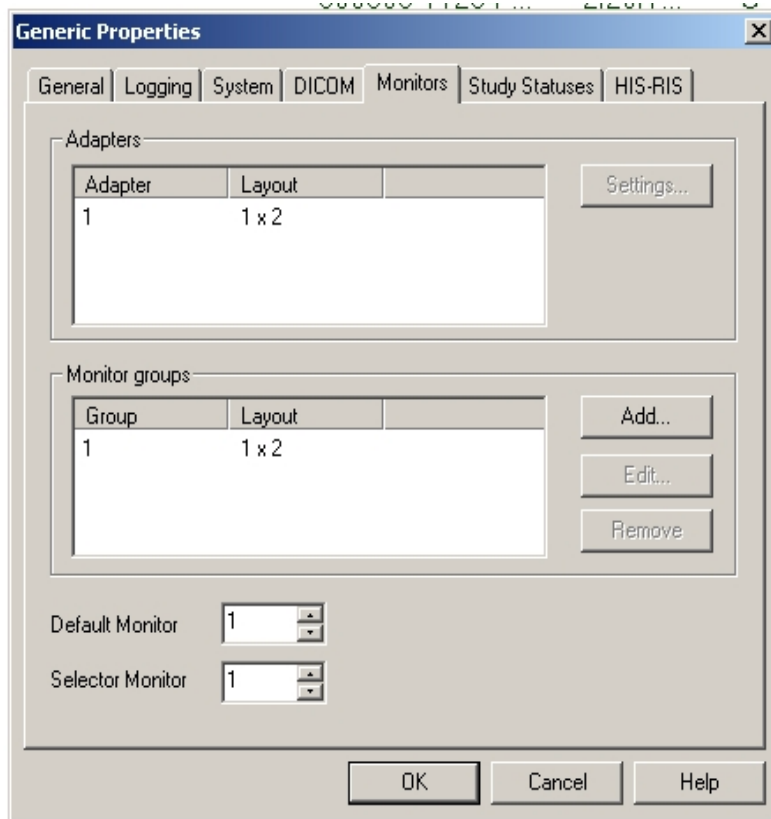 Generic Properties
General Logging System DICOM Monitors Study Statuses HIS-RIS
Adapters
Adapter Layout
1 1 x 2
Settings...
Monitor groups
Group Layout
1 1 x 2
Add...
Edit...
Remove
Default Monitor 1
Selector Monitor 1
OK Cancel Help